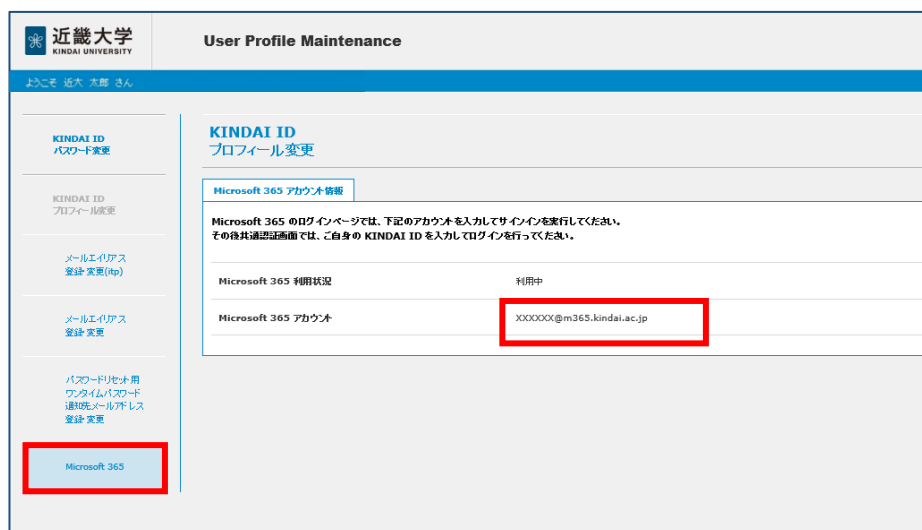 近畿大学
KINDAI UNIVERSITY
User Profile Maintenance
ようこそ 近大 太郎 さん
KINDAI ID
パスワード変更
KINDAI ID
プロフィール変更
メールエイリアス
登録・変更(itp)
メールエイリアス
登録・変更
パスワードリセット用
ワンタイムパスワード
通知先メールアドレス
登録・変更
Microsoft 365
KINDAI ID
プロフィール変更
Microsoft 365 アカウント情報
Microsoft 365 のログインページでは、下記のアカウントを入力してサインインを実行してください。
その後共通認証画面では、ご自身の KINDAI ID を入力してログインを行ってください。
Microsoft 365 利用状況
利用中
Microsoft 365 アカウント
XXXXXX@m365.kindai.ac.jp